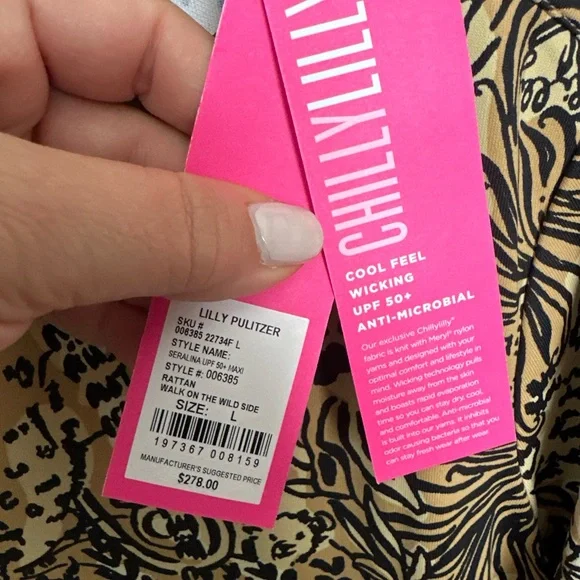 CHILLYLILLY
COOL FEEL
WICKING
UPF 50+
ANTI-MICROBIAL
Our exclusive Chillylilly™
fabric is knit with Meryl® nylon
yarns and designed with your
optimal comfort and lifestyle in
mind. Wicking technology pulls
moisture away from the skin
and boosts rapid evaporation
time so you can stay dry, cool,
and comfortable. Anti-microbial
is built into our yarns. It inhibits
odor causing bacteria so that you
can stay fresh wear after wear.
LILLY PULITZER
SKU #
006385 22734F L
STYLE NAME:
SERALINA UPF 50+ MAXI
STYLE #: 006385
RATTAN
WALK ON THE WILD SIDE
SIZE: L
197367 008159
MANUFACTURER'S SUGGESTED PRICE
$278.00